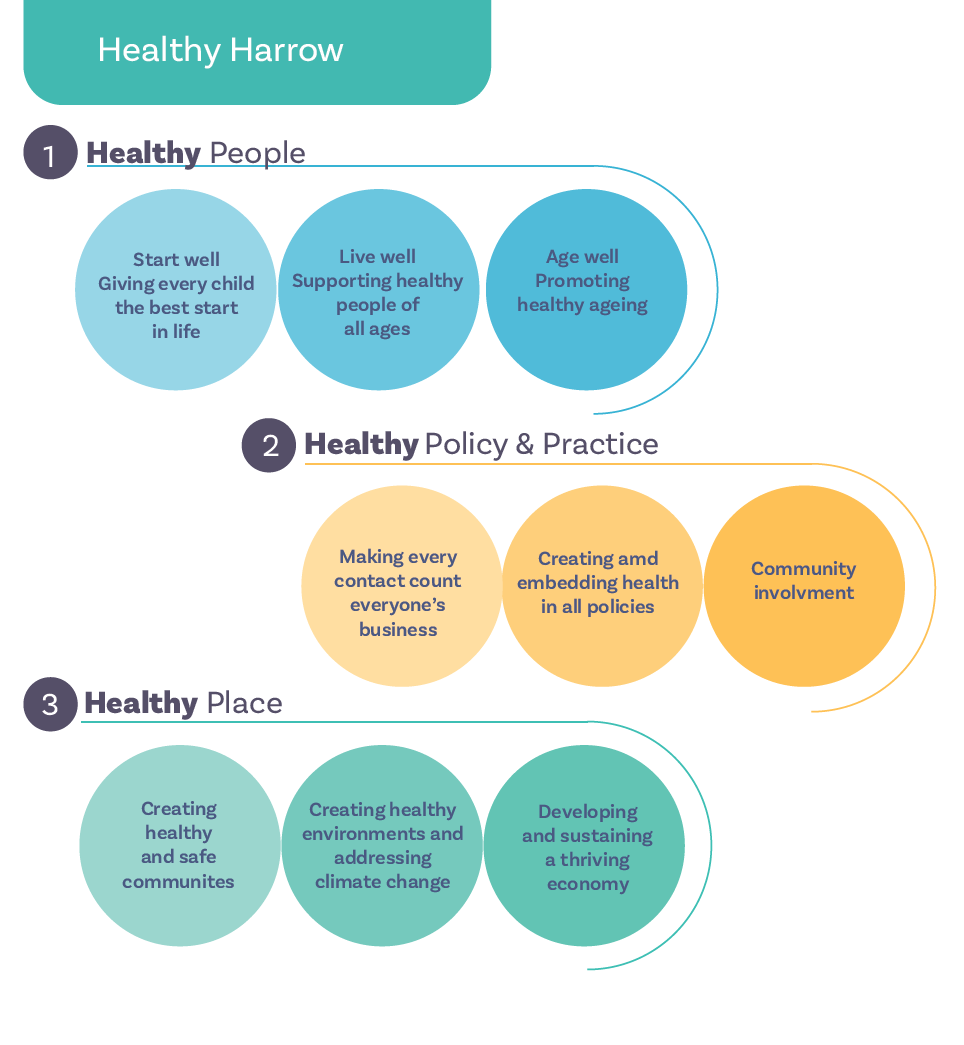 Healthy Harrow
1
Healthy People
Start well
Giving every child
the best start
in life
Live well
Supporting healthy
people of
all ages
Age well
Promoting
healthy ageing
2
Healthy Policy & Practice
Making every
contact count
everyone's
business
Creating amd
embedding health
in all policies
Community
involvment
3
Healthy Place
Creating
healthy
and safe
communites
Creating healthy
environments and
addressing
climate change
Developing
and sustaining
a thriving
economy